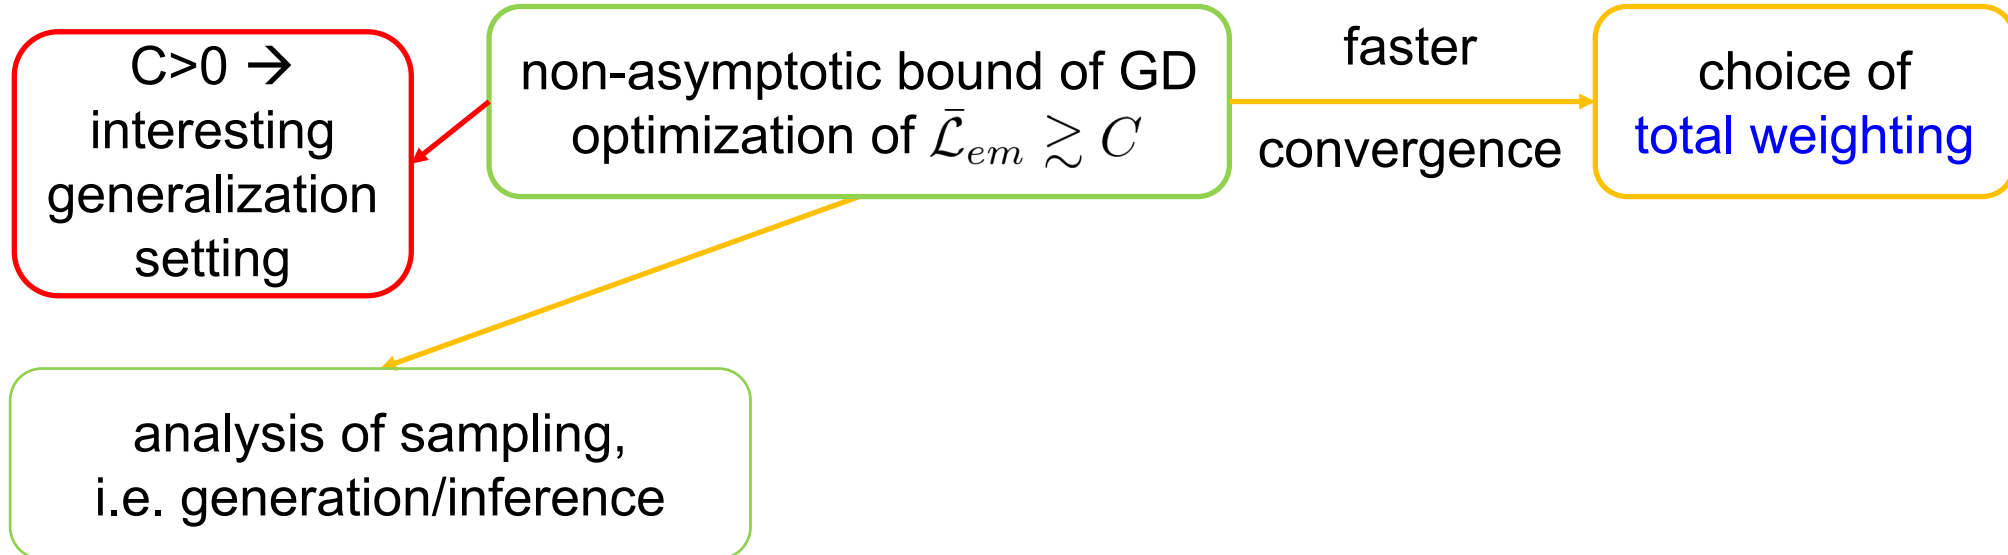 C>0 →
interesting
generalization
setting
non-asymptotic bound of GD
optimization of $\bar{\mathcal{L}}_{em} \gtrsim C$
faster
convergence
choice of
total weighting
analysis of sampling,
i.e. generation/inference